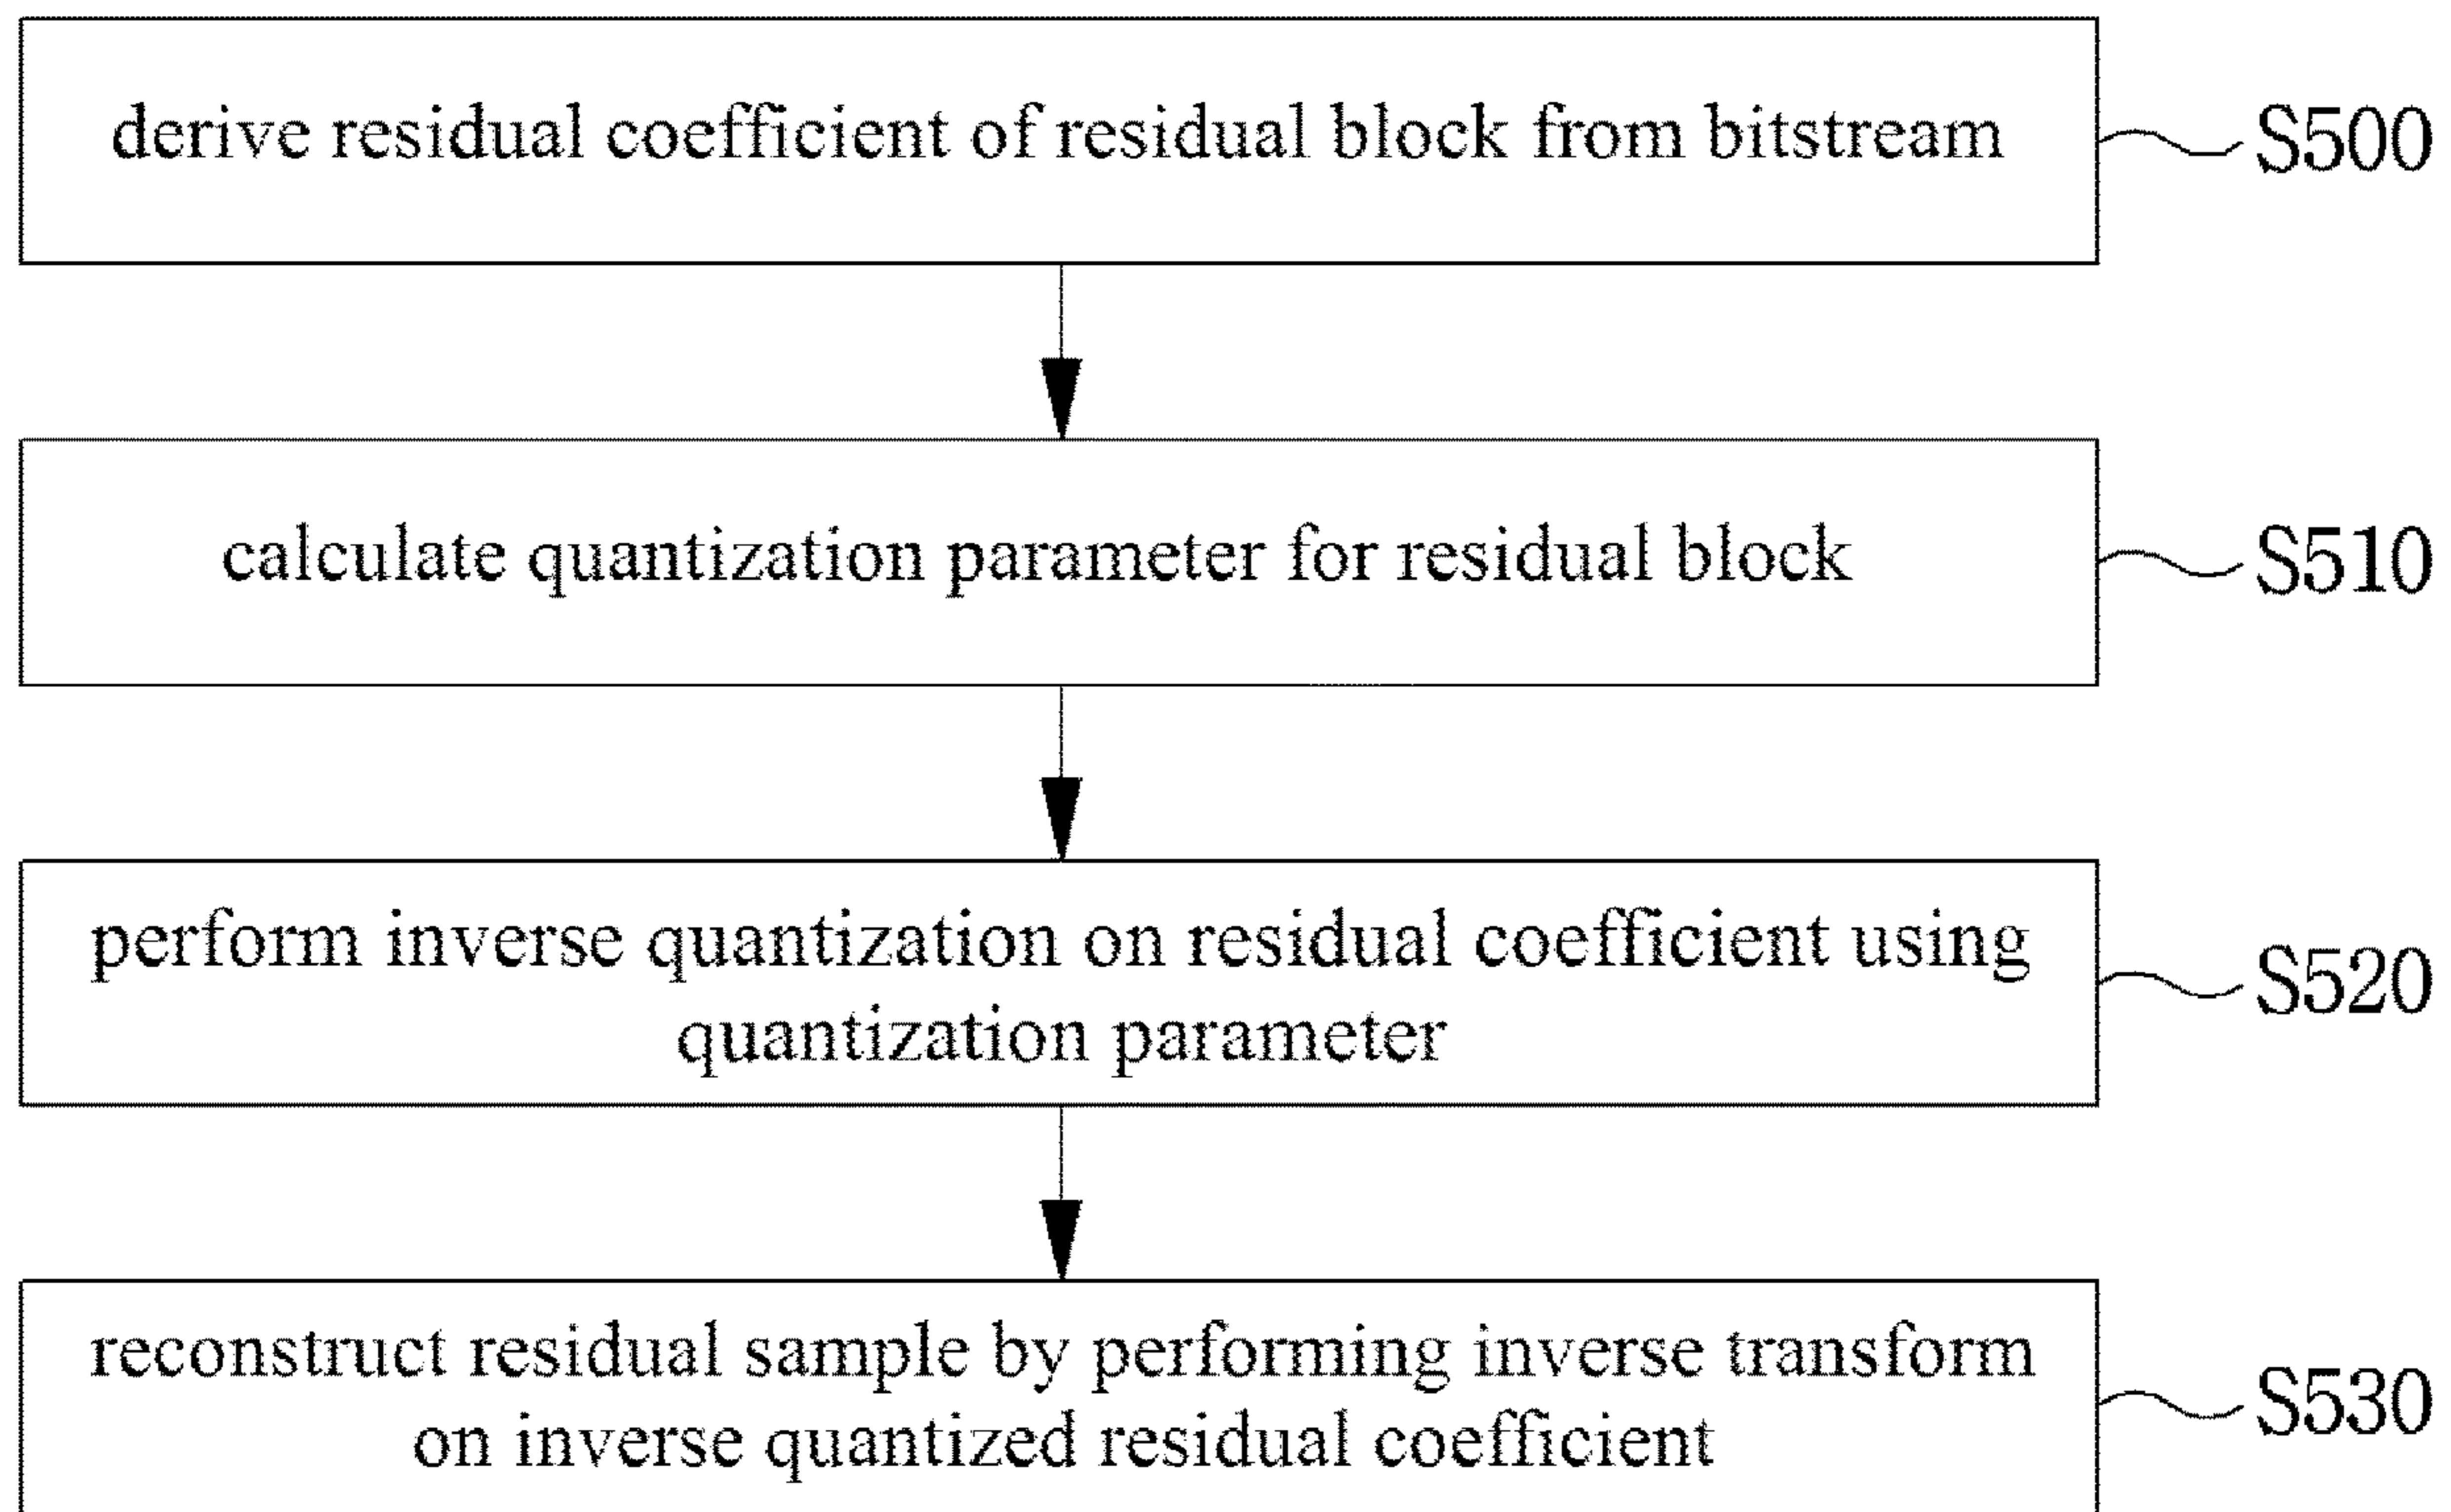 derive residual coefficient of residual block from bitstream
S500
calculate quantization parameter for residual block
S510
perform inverse quantization on residual coefficient using
quantization parameter
S520
reconstruct residual sample by performing inverse transform
on inverse quantized residual coefficient
S530